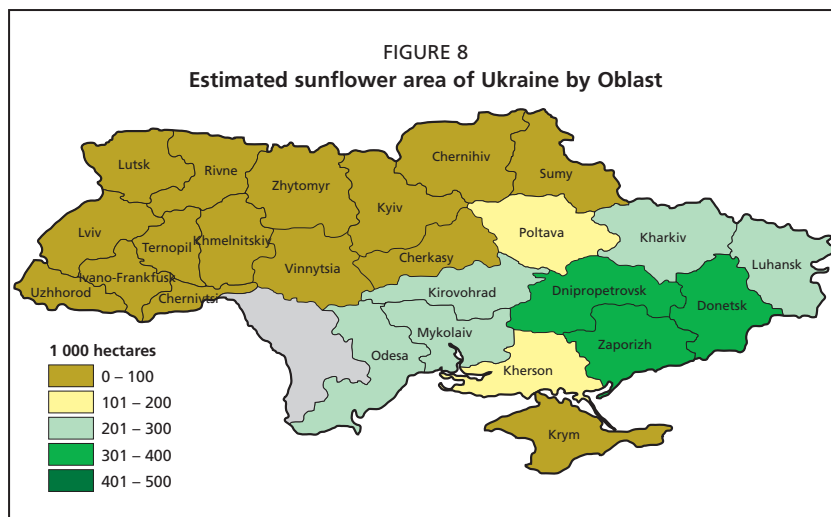 FIGURE 8
Estimated sunflower area of Ukraine by Oblast
Chernihiv
Lutsk
Rivne
Sumy
Zhytomyr
Kyiv
Lviv
Poltava
Kharkiv
Ternopil
Khmelnitskiy
Cherkasy
Luhansk
Ivano-Frankfusk
Vinnytsia
Uzhhorod
Chernivtsi
Kirovohrad
Dnipropetrovsk
Donetsk
Mykolaiv
Odesa
Zaporizh
Kherson
Krym
1 000 hectares
0 – 100
101 – 200
201 – 300
301 – 400
401 – 500